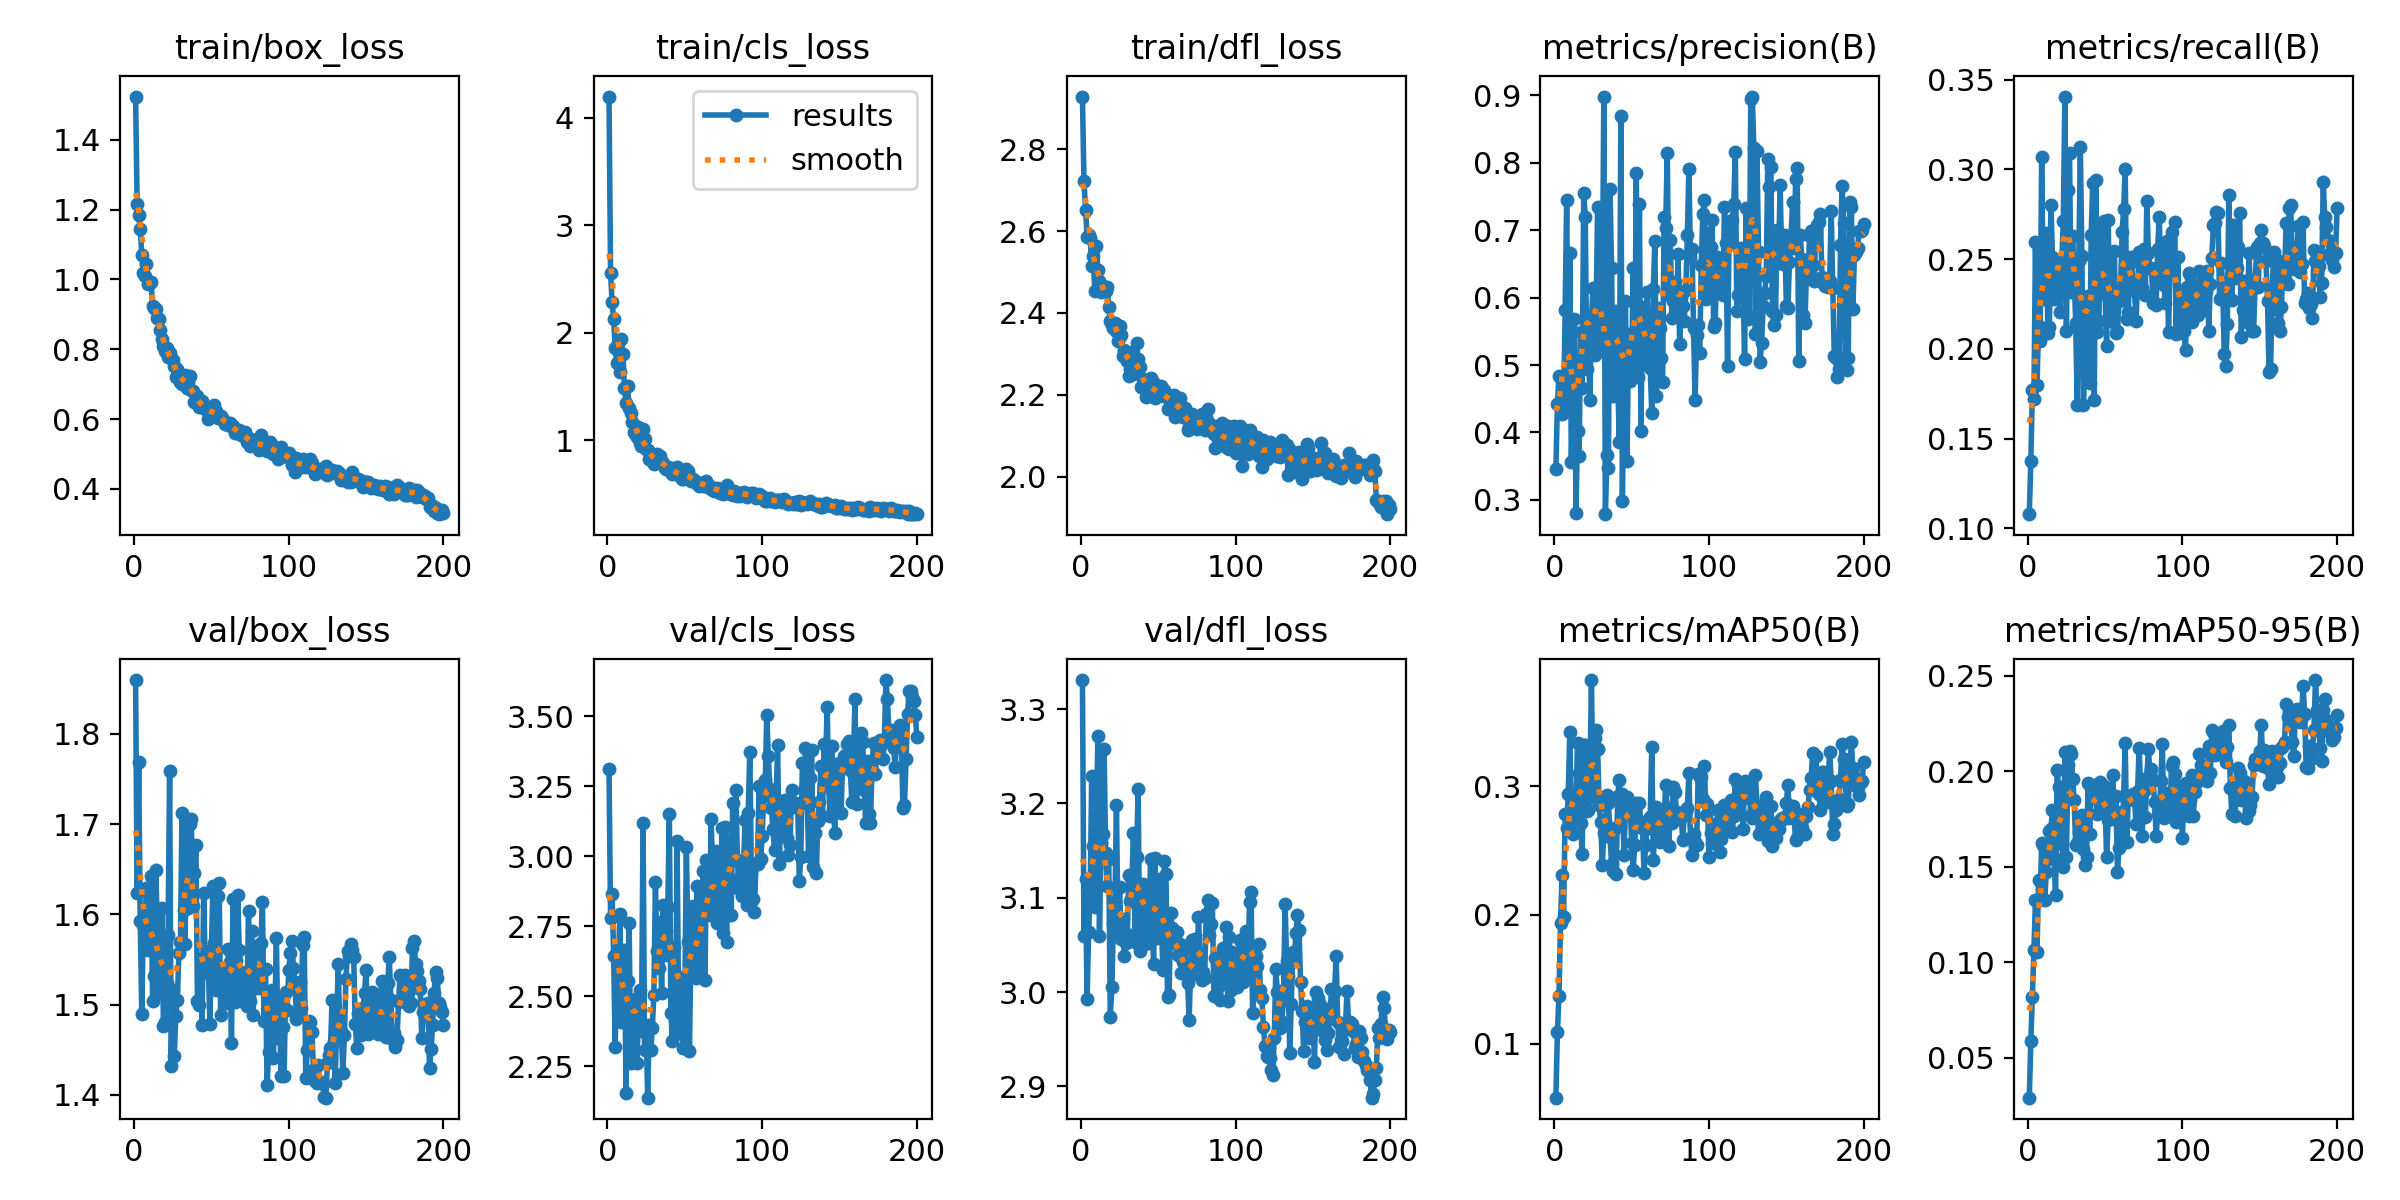 train/box_loss
1.4
1.2
1.0
0.8
0.6
0.4
0 100 200
train/cls_loss
results
smooth
4
3
2
1
0 100 200
train/dfl_loss
2.8
2.6
2.4
2.2
2.0
0 100 200
metrics/precision(B)
0.9
0.8
0.7
0.6
0.5
0.4
0.3
0 100 200
metrics/recall(B)
0.35
0.30
0.25
0.20
0.15
0.10
0 100 200
val/box_loss
1.8
1.7
1.6
1.5
1.4
0 100 200
val/cls_loss
3.50
3.25
3.00
2.75
2.50
2.25
0 100 200
val/dfl_loss
3.3
3.2
3.1
3.0
2.9
0 100 200
metrics/mAP50(B)
0.3
0.2
0.1
0 100 200
metrics/mAP50-95(B)
0.25
0.20
0.15
0.10
0.05
0 100 200